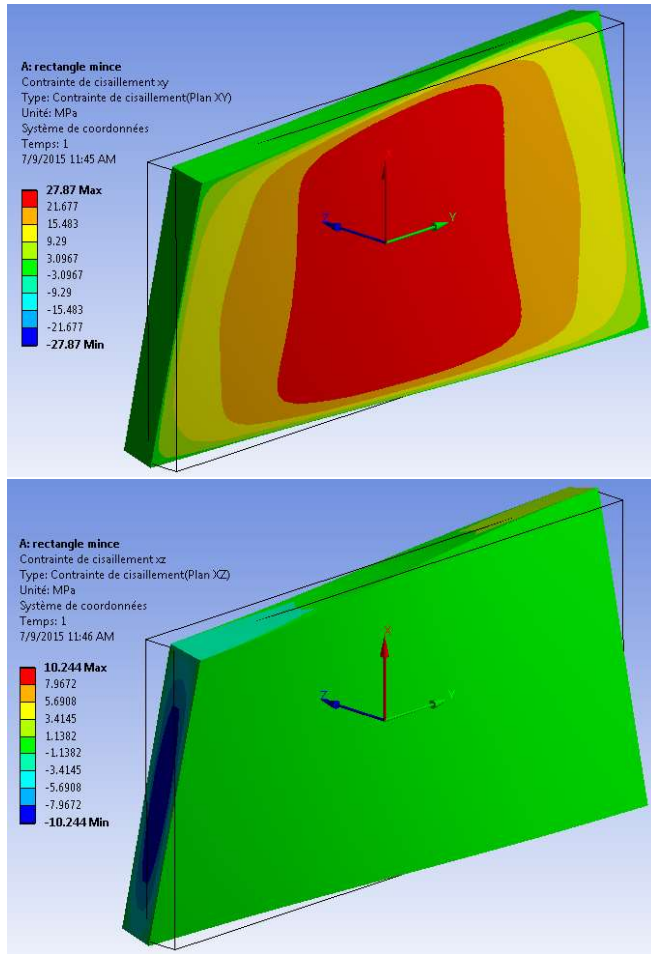 A: rectangle mince
Contrainte de cisaillement xy
Type: Contrainte de cisaillement(Plan XY)
Unité: MPa
Système de coordonnées
Temps: 1
7/9/2015 11:45 AM
27.87 Max
21.677
15.483
9.29
3.0967
-3.0967
-9.29
-15.483
-21.677
-27.87 Min
Z
Y
A: rectangle mince
Contrainte de cisaillement xz
Type: Contrainte de cisaillement(Plan XZ)
Unité: MPa
Système de coordonnées
Temps: 1
7/9/2015 11:46 AM
10.244 Max
7.9672
5.6908
3.4145
1.1382
-1.1382
-3.4145
-5.6908
-7.9672
-10.244 Min
X
Z
Y